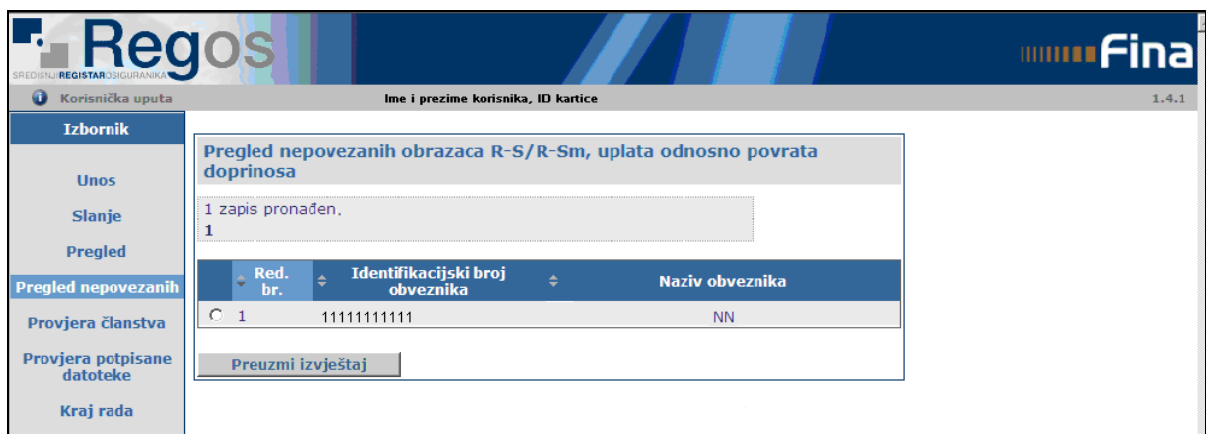 Regos
SREDISNJI REGISTAR OSIGURANIKA
Fina
Korisnička uputa
Ime i prezime korisnika, ID kartice
1.4.1
Izbornik
Unos
Slanje
Pregled
Pregled nepovezanih
Provjera članstva
Provjera potpisane
datoteke
Kraj rada
Pregled nepovezanih obrazaca R-S/R-Sm, uplata odnosno povrata
doprinosa
1 zapis pronađen.
1
Red.
br.
Identifikacijski broj
obveznika
Naziv obveznika
1 11111111111 NN
Preuzmi izvještaj